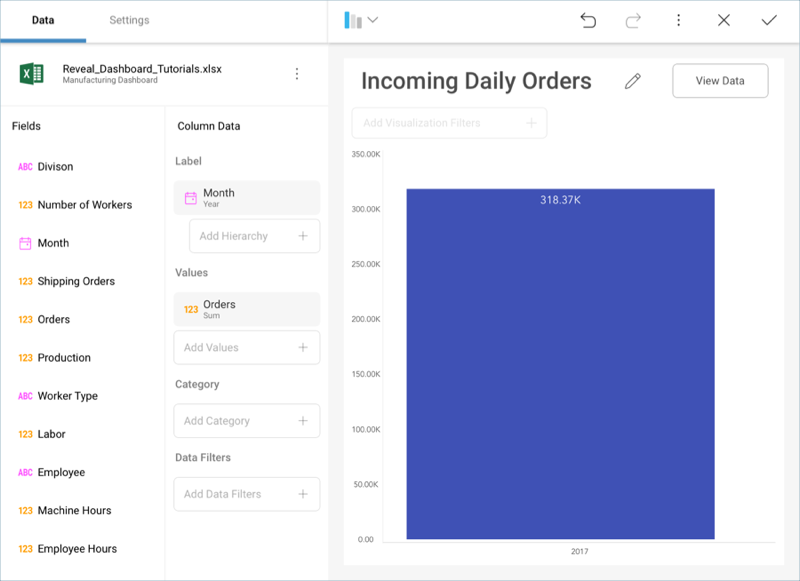 Data
Settings
Reveal_Dashboard_Tutorials.xlsx
Manufacturing Dashboard
Fields
ABC Divison
123 Number of Workers
Month
123 Shipping Orders
123 Orders
123 Production
ABC Worker Type
123 Labor
ABC Employee
123 Machine Hours
123 Employee Hours
Column Data
Label
Month
Year
Add Hierarchy +
Values
123 Orders
Sum
Add Values +
Category
Add Category +
Data Filters
Add Data Filters +
Incoming Daily Orders
View Data
Add Visualization Filters +
350.00K
300.00K
250.00K
200.00K
150.00K
100.00K
50.00K
0.00
318.37K
2017